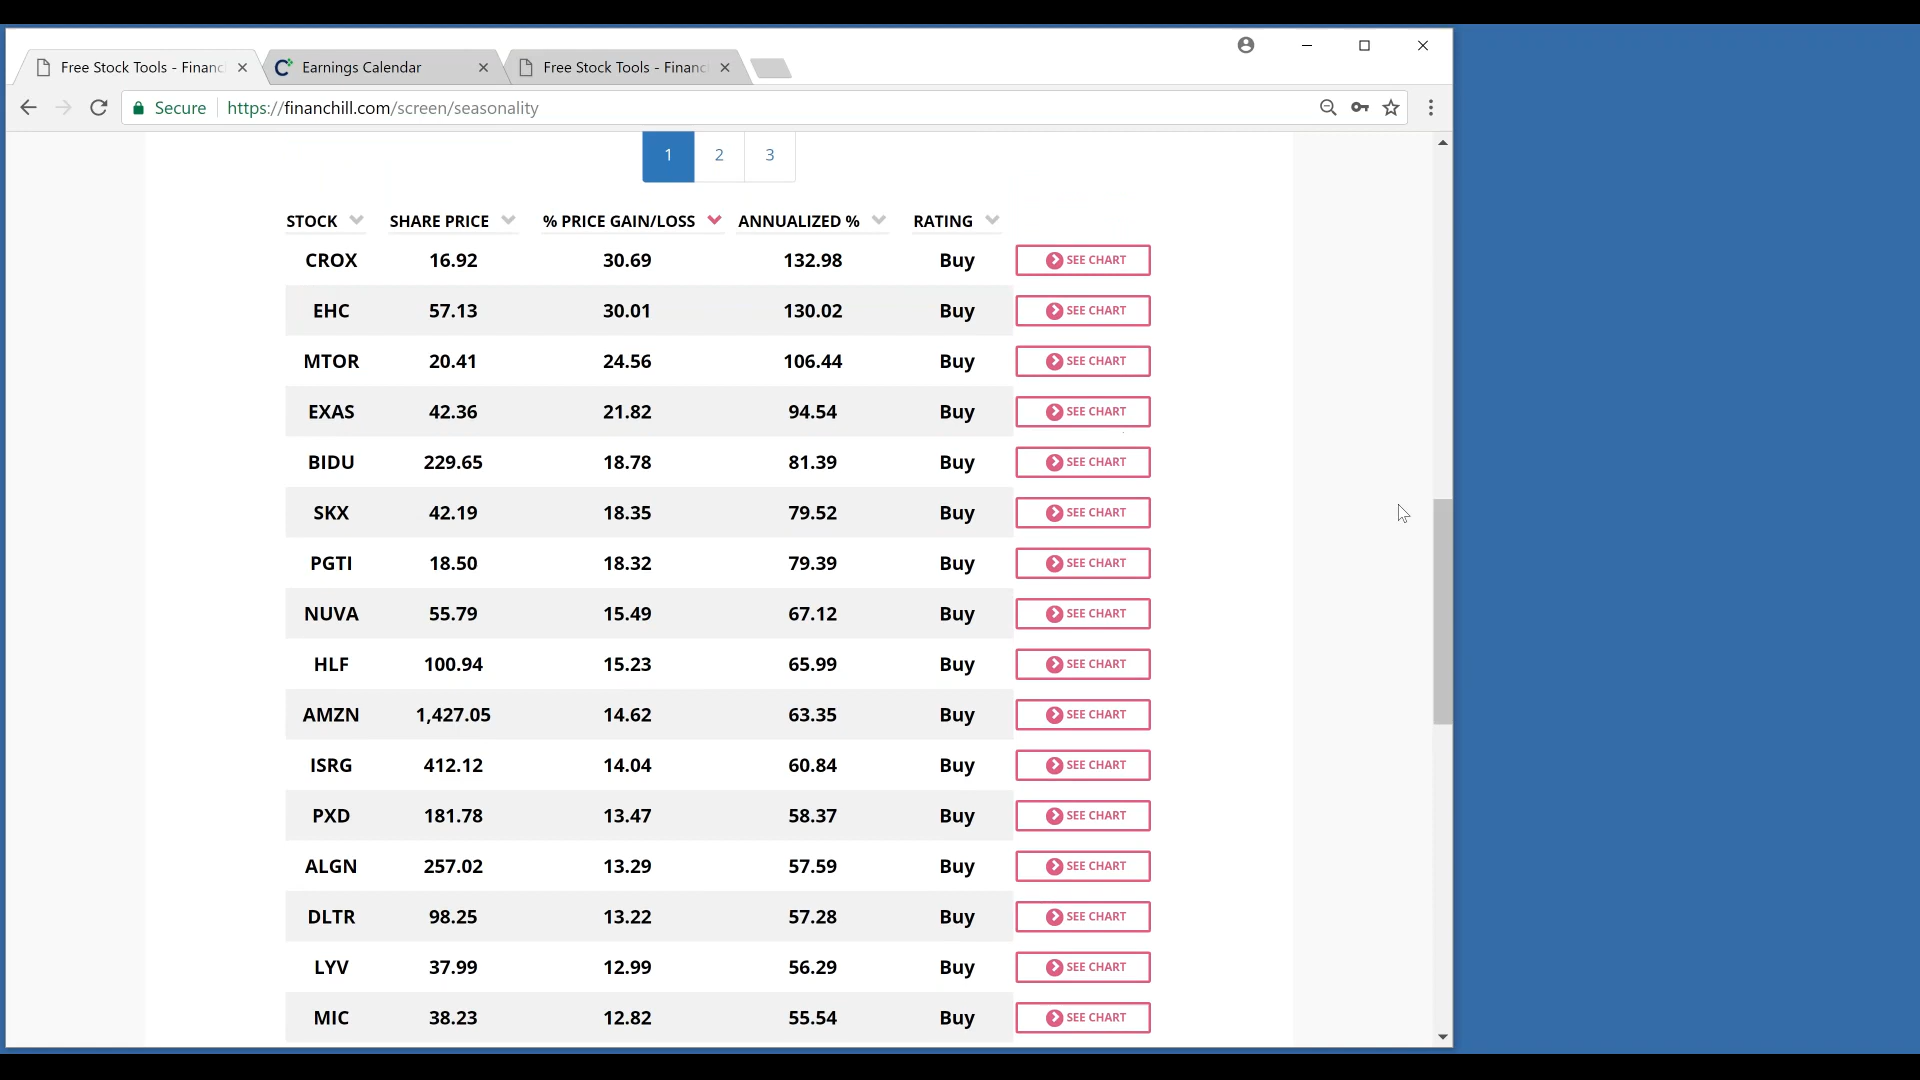 Free Stock Tools - Financ
Earnings Calendar
Free Stock Tools - Financ
Secure https://financhill.com/screen/seasonality
1 2 3
STOCK SHARE PRICE % PRICE GAIN/LOSS ANNUALIZED % RATING
CROX 16.92 30.69 132.98 Buy SEE CHART
EHC 57.13 30.01 130.02 Buy SEE CHART
MTOR 20.41 24.56 106.44 Buy SEE CHART
EXAS 42.36 21.82 94.54 Buy SEE CHART
BIDU 229.65 18.78 81.39 Buy SEE CHART
SKX 42.19 18.35 79.52 Buy SEE CHART
PGTI 18.50 18.32 79.39 Buy SEE CHART
NUVA 55.79 15.49 67.12 Buy SEE CHART
HLF 100.94 15.23 65.99 Buy SEE CHART
AMZN 1,427.05 14.62 63.35 Buy SEE CHART
ISRG 412.12 14.04 60.84 Buy SEE CHART
PXD 181.78 13.47 58.37 Buy SEE CHART
ALGN 257.02 13.29 57.59 Buy SEE CHART
DLTR 98.25 13.22 57.28 Buy SEE CHART
LYV 37.99 12.99 56.29 Buy SEE CHART
MIC 38.23 12.82 55.54 Buy SEE CHART